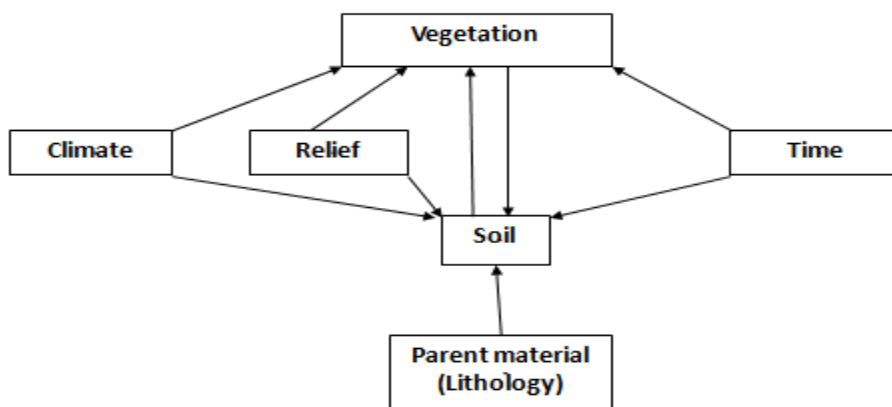 Vegetation
Climate
Relief
Time
Soil
Parent material
(Lithology)